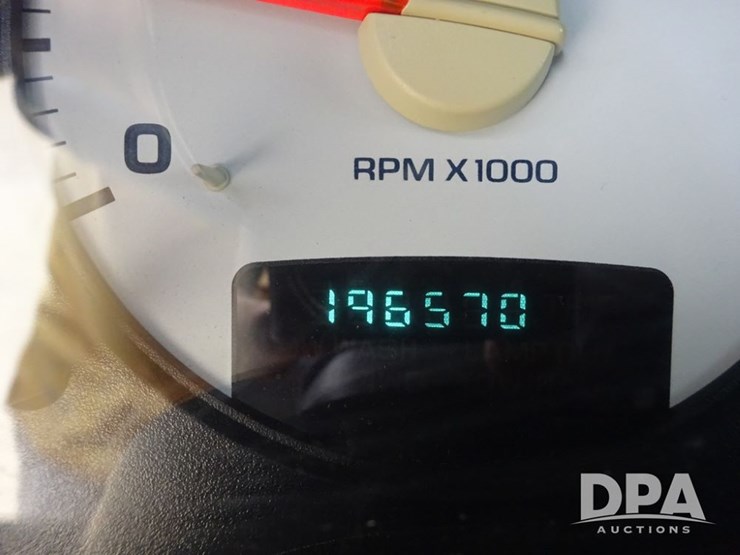 0
RPM X1000
196570
DPA
AUCTIONS